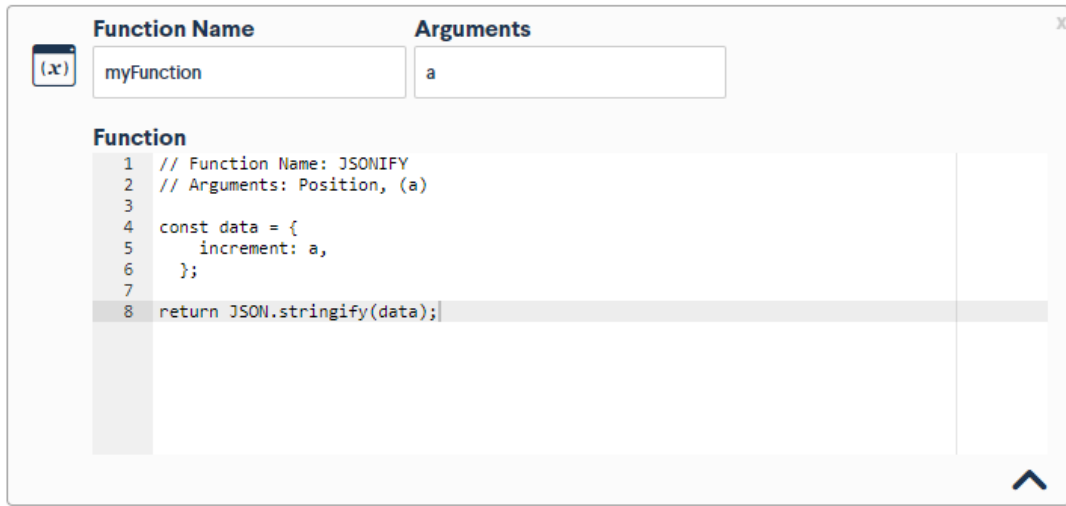 Function Name Arguments x
(x) myFunction a
Function
1 // Function Name: JSONIFY
2 // Arguments: Position, (a)
3
4 const data = {
5     increment: a,
6   };
7
8 return JSON.stringify(data);